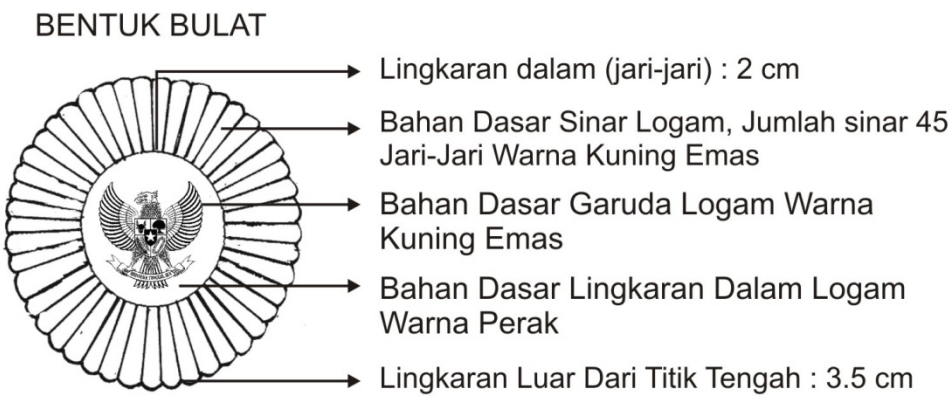 BENTUK BULAT
Lingkaran dalam (jari-jari) : 2 cm
Bahan Dasar Sinar Logam, Jumlah sinar 45
Jari-Jari Warna Kuning Emas
Bahan Dasar Garuda Logam Warna
Kuning Emas
Bahan Dasar Lingkaran Dalam Logam
Warna Perak
Lingkaran Luar Dari Titik Tengah : 3.5 cm